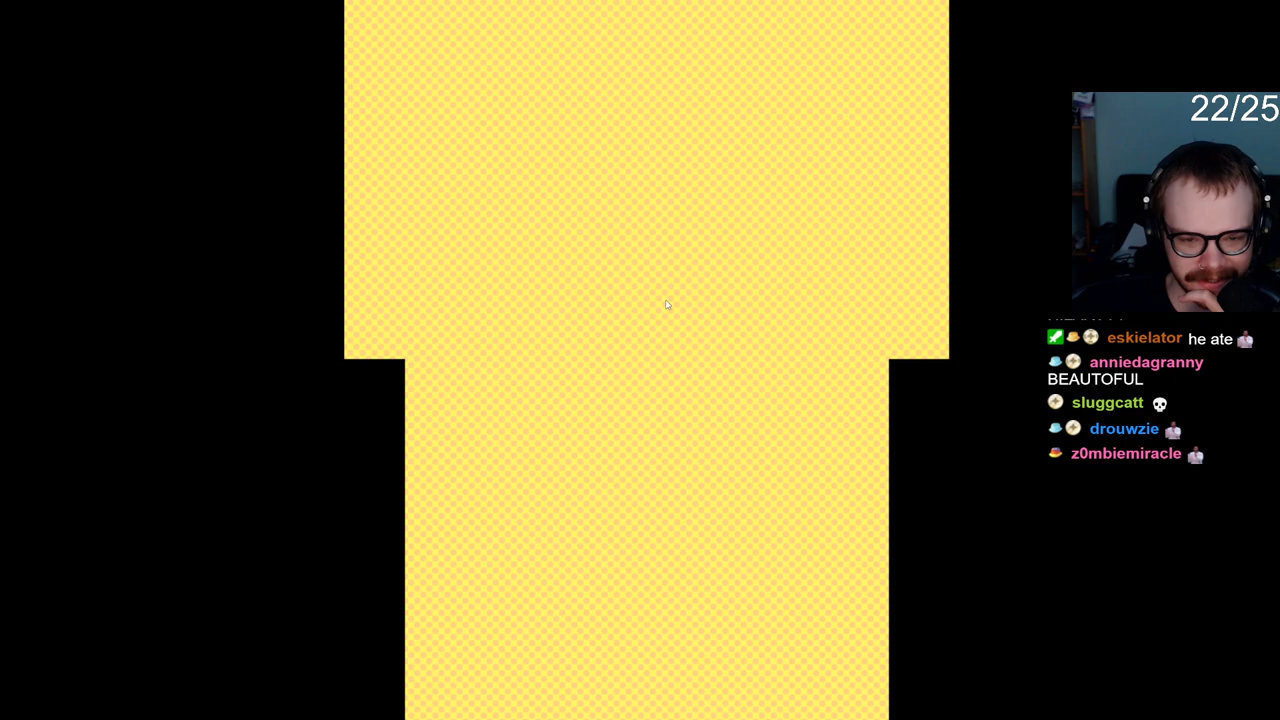 22/25
eskielator he ate
anniedagranny
BEAUTOFUL
sluggcatt
drouwzie
z0mbiemiracle